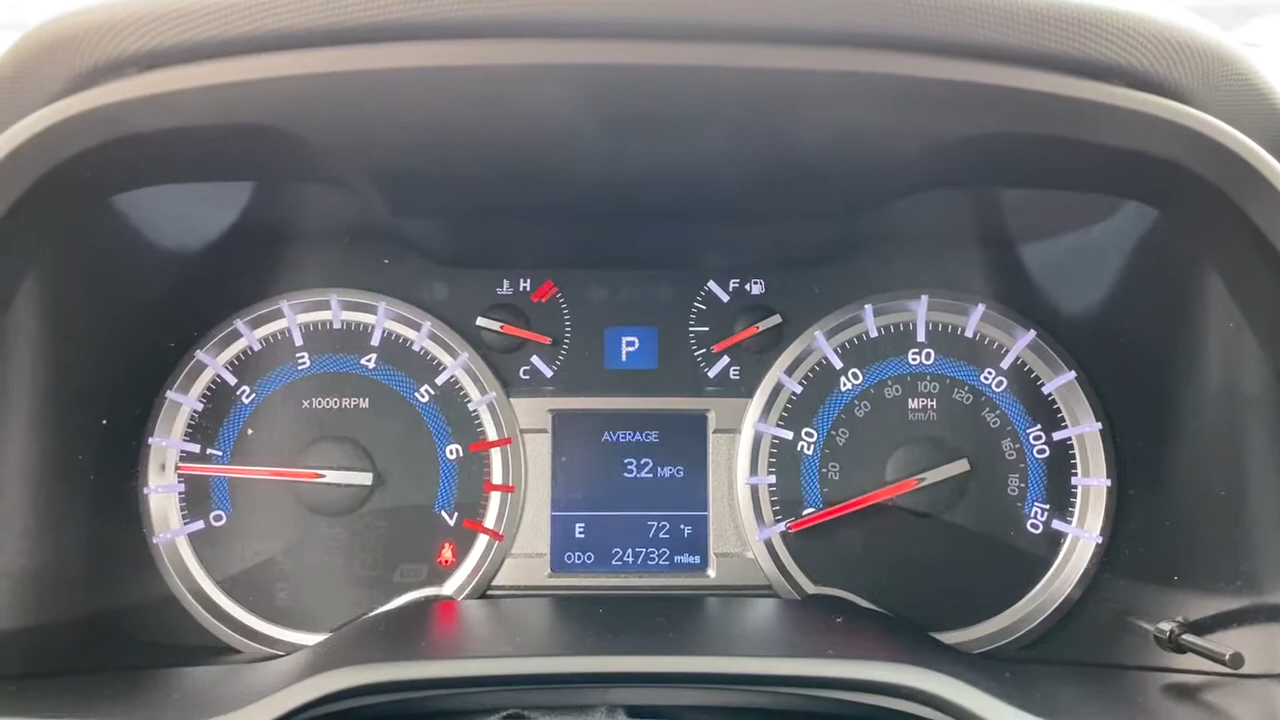 0 1 2 3 4 5 6 7
x1000 RPM
H
C
P
F
E
AVERAGE
3.2 MPG
E 72 °F
ODO 24732 miles
20 40 60 80 100 120
20 40 60 80 100 120 140 160 180
MPH
km/h